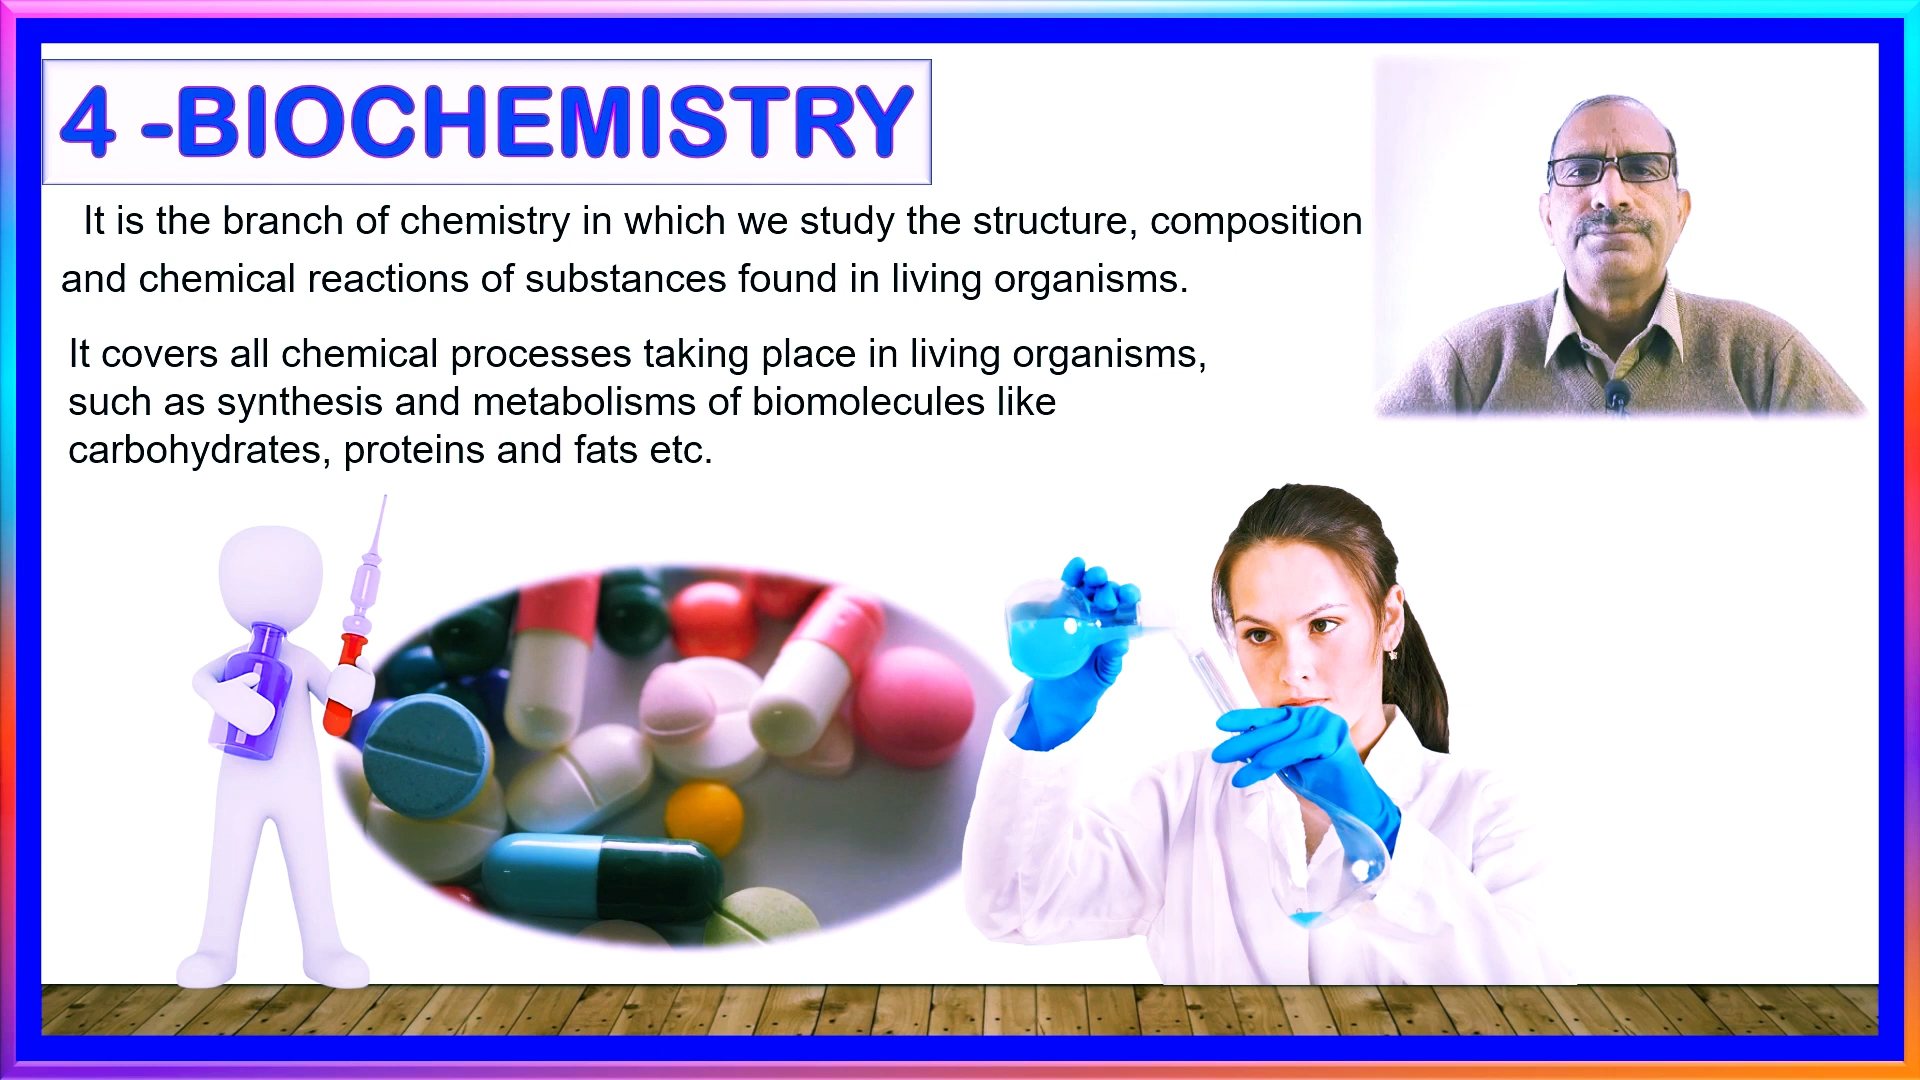 4 -BIOCHEMISTRY
It is the branch of chemistry in which we study the structure, composition
and chemical reactions of substances found in living organisms.
It covers all chemical processes taking place in living organisms,
such as synthesis and metabolisms of biomolecules like
carbohydrates, proteins and fats etc.